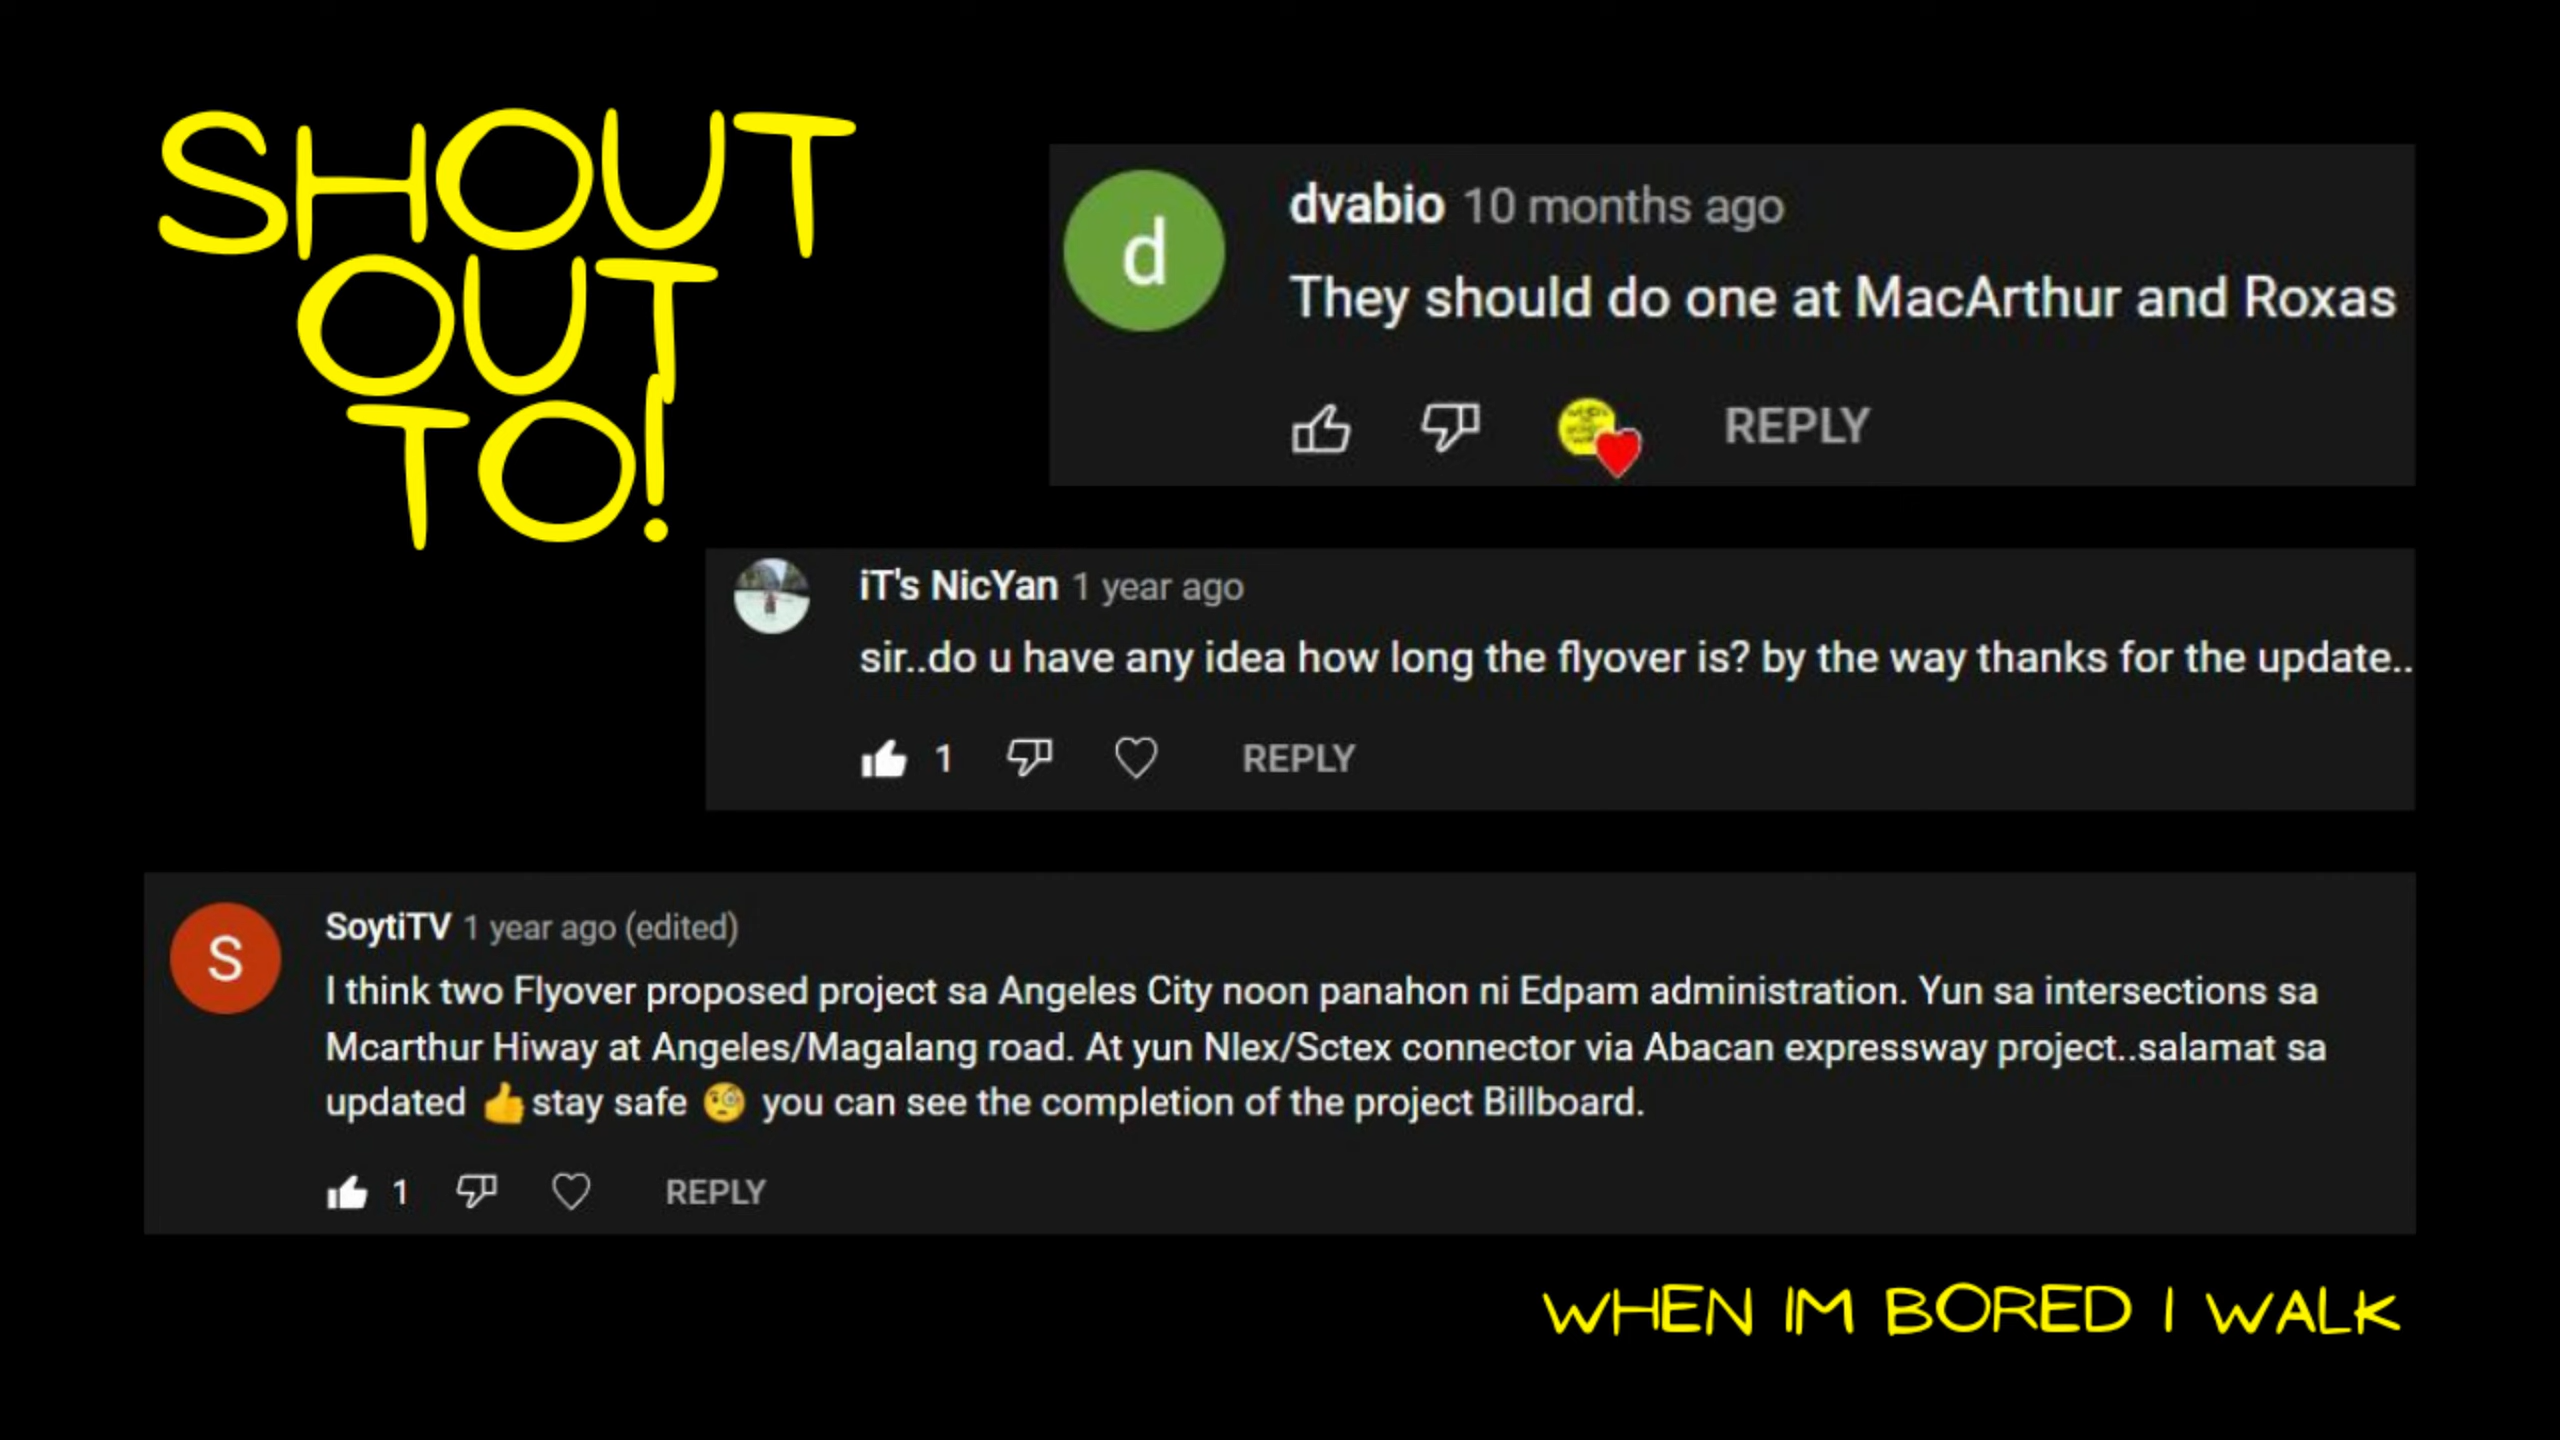 SHOUT
OUT
TO!
d
dvabio 10 months ago
They should do one at MacArthur and Roxas
REPLY
iT's NicYan 1 year ago
sir..do u have any idea how long the flyover is? by the way thanks for the update..
1 REPLY
S
SoytiTV 1 year ago (edited)
I think two Flyover proposed project sa Angeles City noon panahon ni Edpam administration. Yun sa intersections sa
Mcarthur Hiway at Angeles/Magalang road. At yun Nlex/Sctex connector via Abacan expressway project..salamat sa
updated 👍 stay safe 🧐 you can see the completion of the project Billboard.
1 REPLY
WHEN IM BORED I WALK